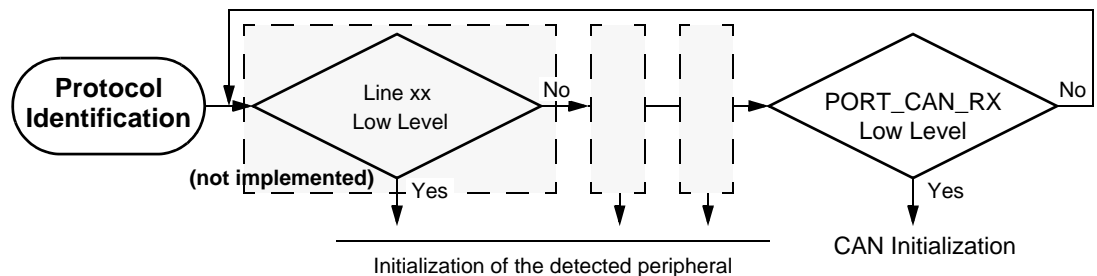 Protocol
Identification
Line xx
Low Level
No
PORT_CAN_RX
Low Level
No
(not implemented)
Yes
Yes
CAN Initialization
Initialization of the detected peripheral